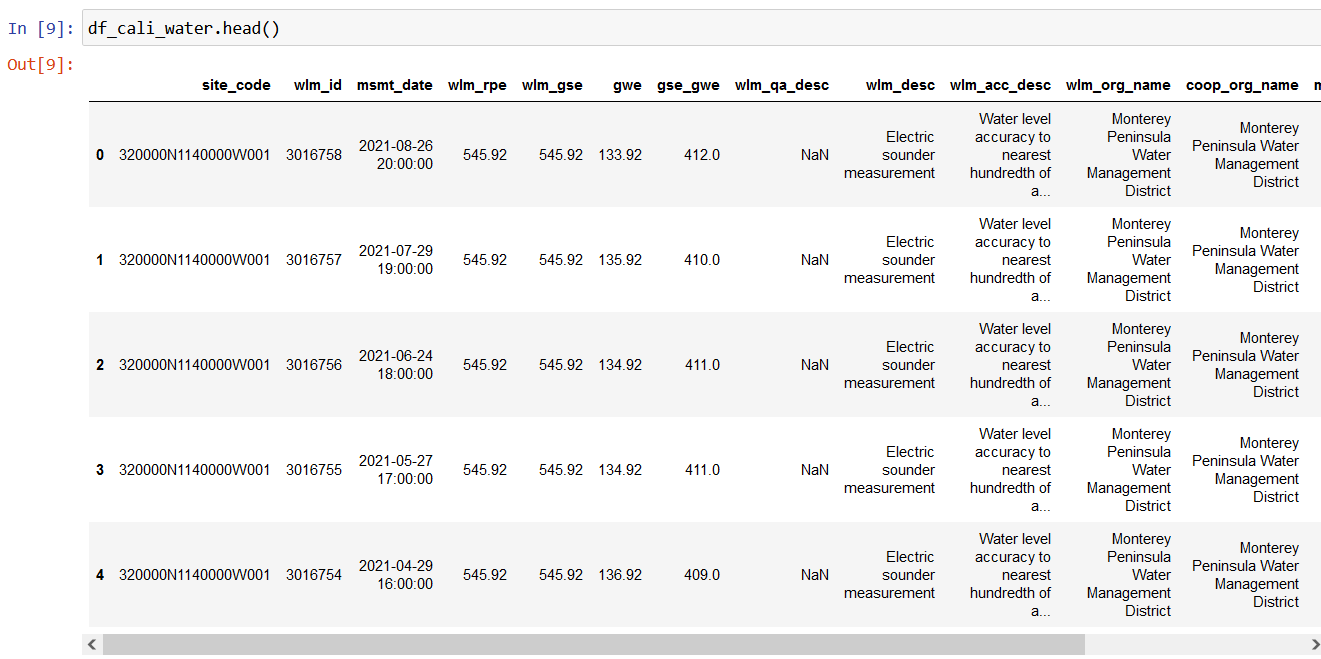 In [9]: df_cali_water.head()
Out[9]:
site_code wlm_id msmt_date wlm_rpe wlm_gse gwe gse_gwe wlm_qa_desc wlm_desc wlm_acc_desc wlm_org_name coop_org_name
0 320000N1140000W001 3016758 2021-08-26 20:00:00 545.92 545.92 133.92 412.0 NaN Electric sounder measurement Water level accuracy to nearest hundredth of a... Monterey Peninsula Water Management District Monterey Peninsula Water Management District
1 320000N1140000W001 3016757 2021-07-29 19:00:00 545.92 545.92 135.92 410.0 NaN Electric sounder measurement Water level accuracy to nearest hundredth of a... Monterey Peninsula Water Management District Monterey Peninsula Water Management District
2 320000N1140000W001 3016756 2021-06-24 18:00:00 545.92 545.92 134.92 411.0 NaN Electric sounder measurement Water level accuracy to nearest hundredth of a... Monterey Peninsula Water Management District Monterey Peninsula Water Management District
3 320000N1140000W001 3016755 2021-05-27 17:00:00 545.92 545.92 134.92 411.0 NaN Electric sounder measurement Water level accuracy to nearest hundredth of a... Monterey Peninsula Water Management District Monterey Peninsula Water Management District
4 320000N1140000W001 3016754 2021-04-29 16:00:00 545.92 545.92 136.92 409.0 NaN Electric sounder measurement Water level accuracy to nearest hundredth of a... Monterey Peninsula Water Management District Monterey Peninsula Water Management District